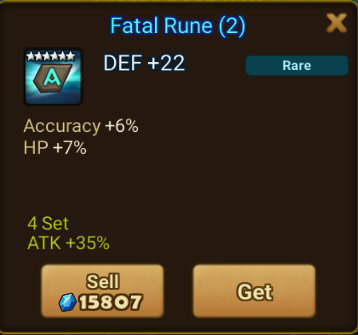 Fatal Rune (2)
DEF +22
Rare
Accuracy +6%
HP +7%
4 Set
ATK +35%
Sell
15807
Get